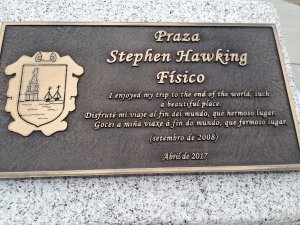 Praza
Stephen Hawking
Físico
I enjoyed my trip to the end of the world, such
a beautiful place.
Disfruté mi viaje al fin del mundo, que hermoso lugar.
Gocei a miña viaxe á fin do mundo, que fermoso lugar
(setembro de 2008)
Abril de 2017